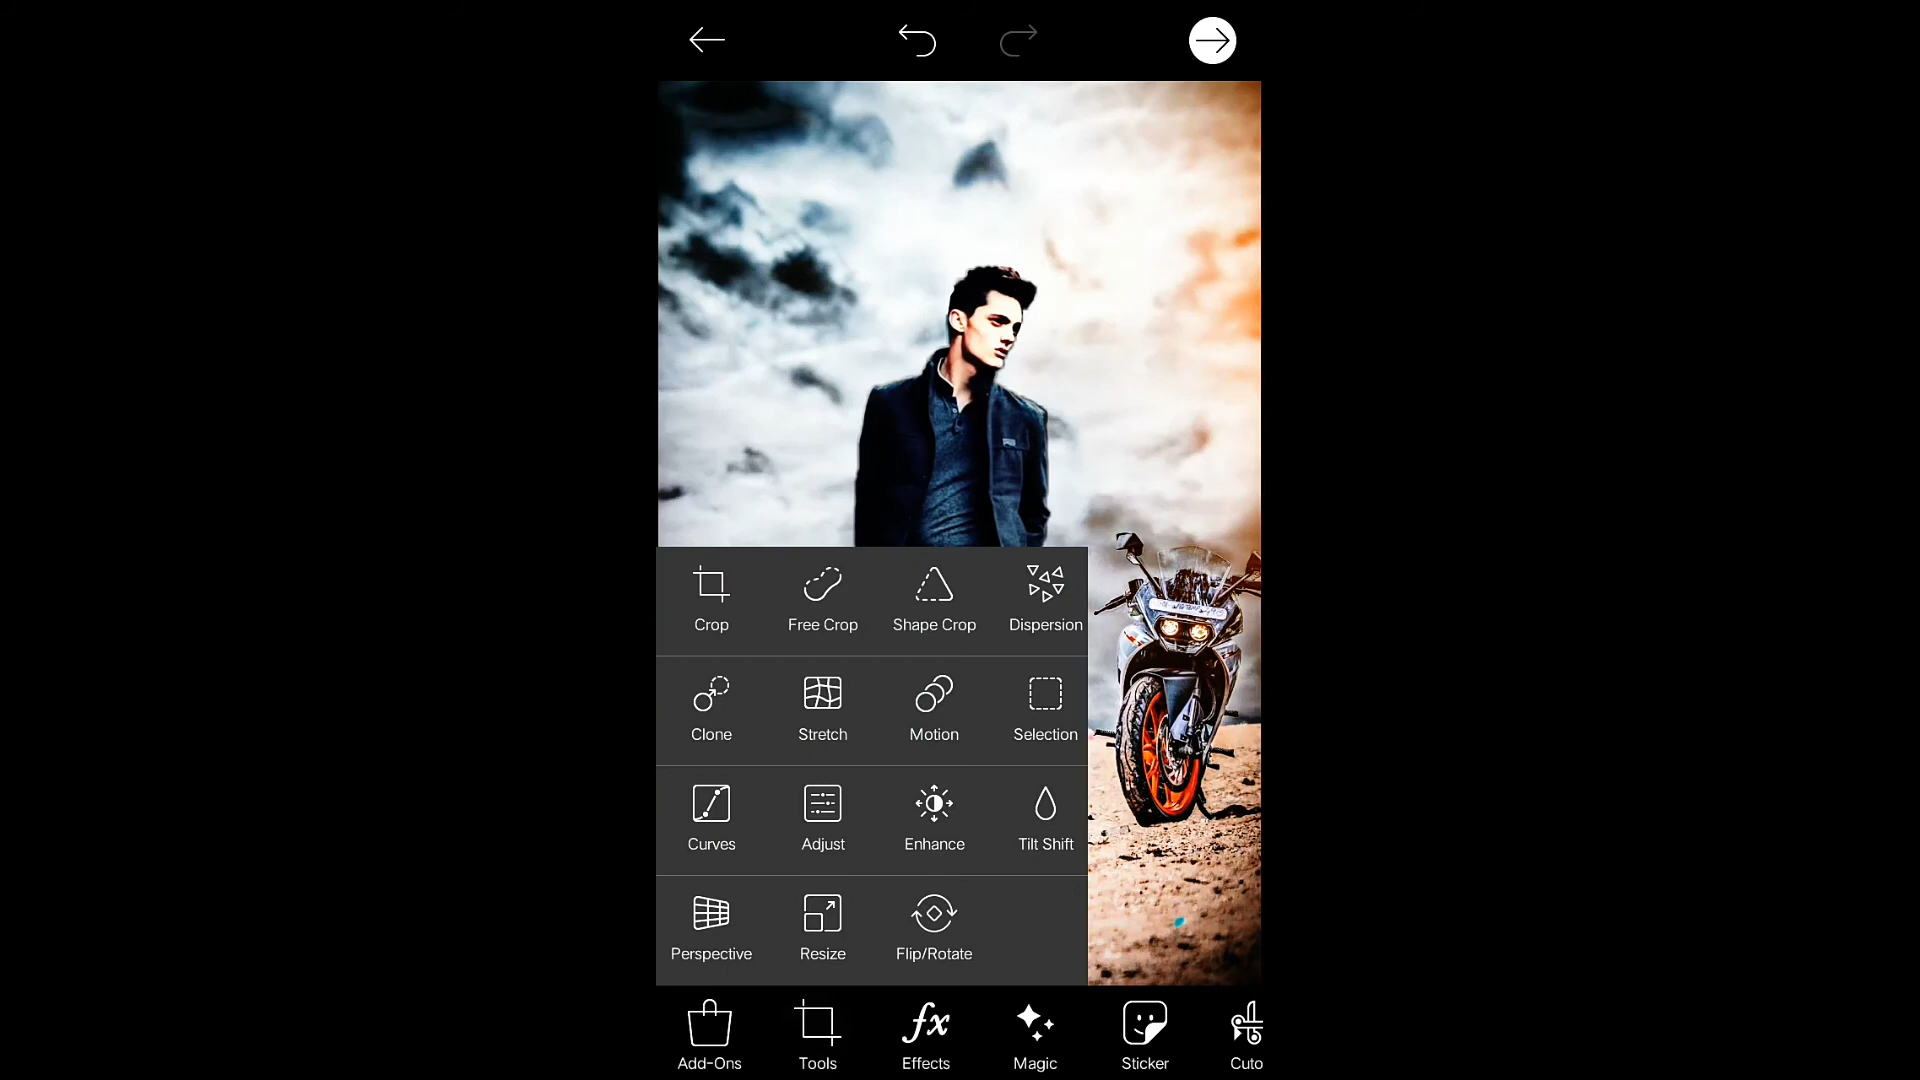 Crop Free Crop Shape Crop Dispersion
Clone Stretch Motion Selection
Curves Adjust Enhance Tilt Shift
Perspective Resize Flip/Rotate
Add-Ons Tools Effects Magic Sticker Cuto